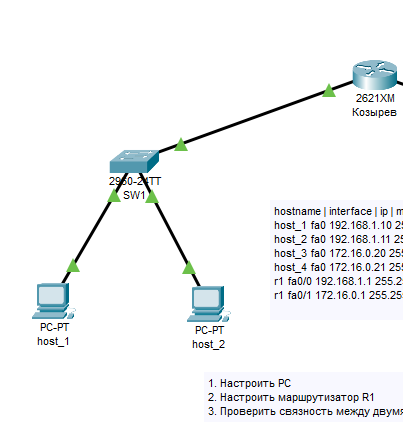 2621XM
Козырев
2950-24TT
SW1
hostname | interface | ip | m
host_1 fa0 192.168.1.10 25
host_2 fa0 192.168.1.11 25
host_3 fa0 172.16.0.20 255
host_4 fa0 172.16.0.21 255
r1 fa0/0 192.168.1.1 255.25
r1 fa0/1 172.16.0.1 255.255
PC-PT
host_1
PC-PT
host_2
1. Настроить PC
2. Настроить маршрутизатор R1
3. Проверить связность между двумя